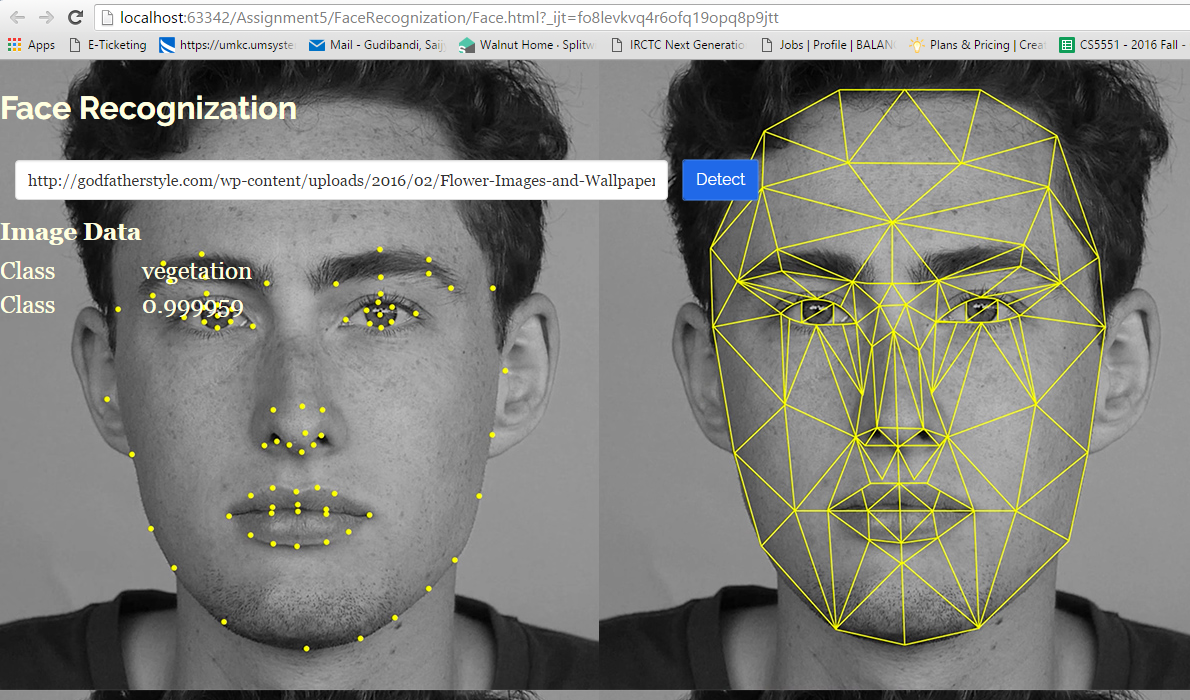 localhost:63342/Assignment5/FaceRecognization/Face.html?_ijt=fo8levkvq4r6ofq19opq8p9jtt
Apps E-Ticketing https://umkc.umsyste Mail - Gudibandi, Saij Walnut Home · Splitw IRCTC Next Generatio Jobs | Profile | BALAN Plans & Pricing | Crea CS5551 - 2016 Fall -
Face Recognization
http://godfatherstyle.com/wp-content/uploads/2016/02/Flower-Images-and-Wallpaper Detect
Image Data
Class vegetation
Class 0.999959